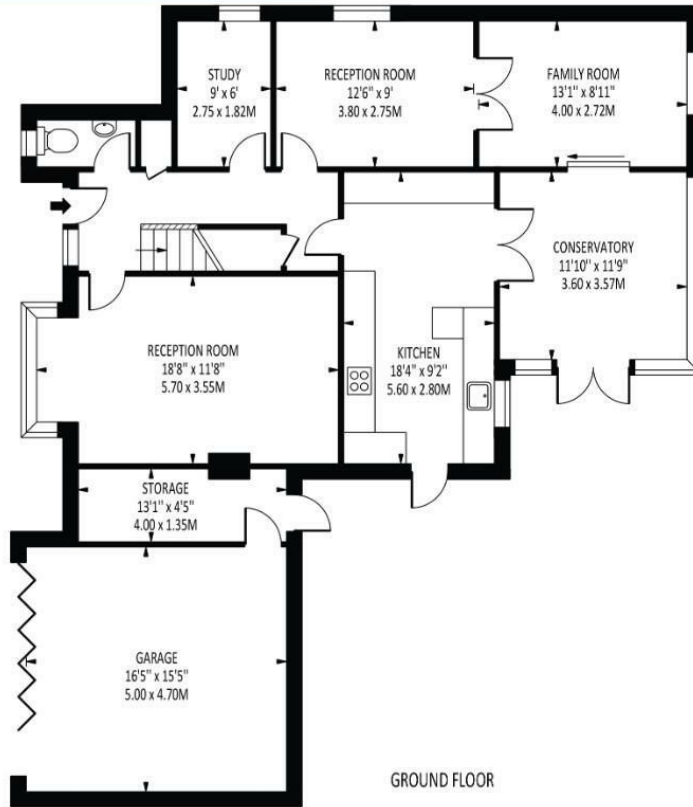 STUDY
9' x 6'
2.75 x 1.82M
RECEPTION ROOM
12'6" x 9'
3.80 x 2.75M
FAMILY ROOM
13'1" x 8'11"
4.00 x 2.72M
CONSERVATORY
11'10" x 11'9"
3.60 x 3.57M
RECEPTION ROOM
18'8" x 11'8"
5.70 x 3.55M
KITCHEN
18'4" x 9'2"
5.60 x 2.80M
STORAGE
13'1" x 4'5"
4.00 x 1.35M
GARAGE
16'5" x 15'5"
5.00 x 4.70M
GROUND FLOOR